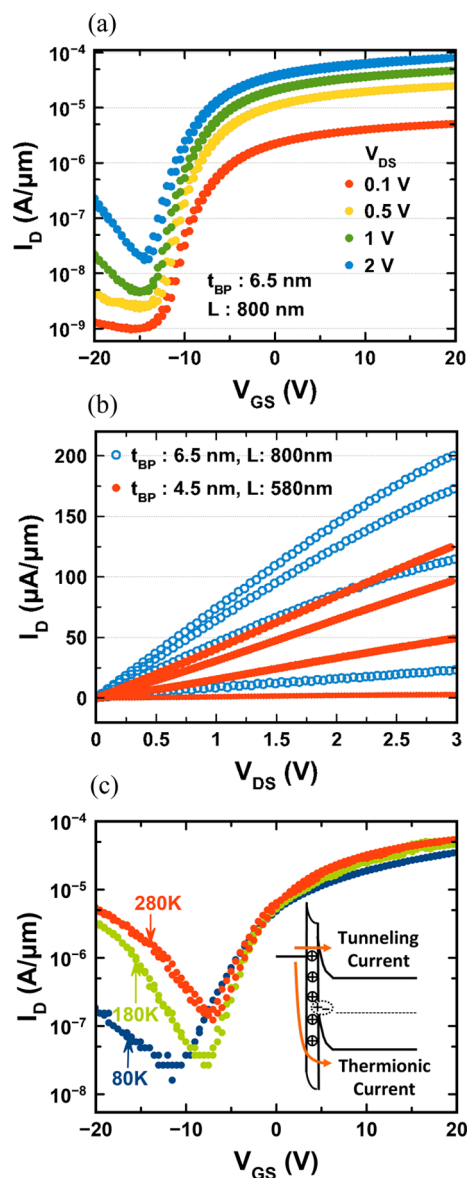 (a)
10⁻⁴
10⁻⁵
10⁻⁶
10⁻⁷
10⁻⁸
10⁻⁹
I_D (A/μm)
V_DS
0.1 V
0.5 V
1 V
2 V
t_BP : 6.5 nm
L : 800 nm
−20 −10 0 10 20
V_GS (V)
(b)
200
150
100
50
0
I_D (μA/μm)
t_BP : 6.5 nm, L: 800nm
t_BP : 4.5 nm, L: 580nm
0 0.5 1 1.5 2 2.5 3
V_DS (V)
(c)
10⁻⁴
10⁻⁵
10⁻⁶
10⁻⁷
10⁻⁸
I_D (A/μm)
280K
180K
80K
Tunneling
Current
Thermionic
Current
−20 −10 0 10 20
V_GS (V)